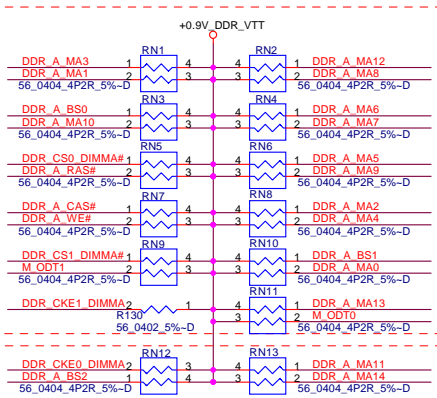 +0.9V_DDR_VTT
RN1 RN2
DDR_A_MA3 1 4 4 1 DDR_A_MA12
DDR_A_MA1 2 3 3 2 DDR_A_MA8
56_0404_4P2R_5%~D 56_0404_4P2R_5%~D
RN3 RN4
DDR_A_BS0 1 4 4 1 DDR_A_MA6
DDR_A_MA10 2 3 3 2 DDR_A_MA7
56_0404_4P2R_5%~D 56_0404_4P2R_5%~D
RN5 RN6
DDR_CS0_DIMMA# 1 4 4 1 DDR_A_MA5
DDR_A_RAS# 2 3 3 2 DDR_A_MA9
56_0404_4P2R_5%~D 56_0404_4P2R_5%~D
RN7 RN8
DDR_A_CAS# 1 4 4 1 DDR_A_MA2
DDR_A_WE# 2 3 3 2 DDR_A_MA4
56_0404_4P2R_5%~D 56_0404_4P2R_5%~D
RN9 RN10
DDR_CS1_DIMMA# 1 4 4 1 DDR_A_BS1
M_ODT1 2 3 3 2 DDR_A_MA0
56_0404_4P2R_5%~D 56_0404_4P2R_5%~D
RN11
DDR_CKE1_DIMMA 2 1 4 1 DDR_A_MA13
R130 3 2 M_ODT0
56_0402_5%~D 56_0404_4P2R_5%~D
RN12 RN13
DDR_CKE0_DIMMA 2 3 4 1 DDR_A_MA11
DDR_A_BS2 1 4 3 2 DDR_A_MA14
56_0404_4P2R_5%~D 56_0404_4P2R_5%~D